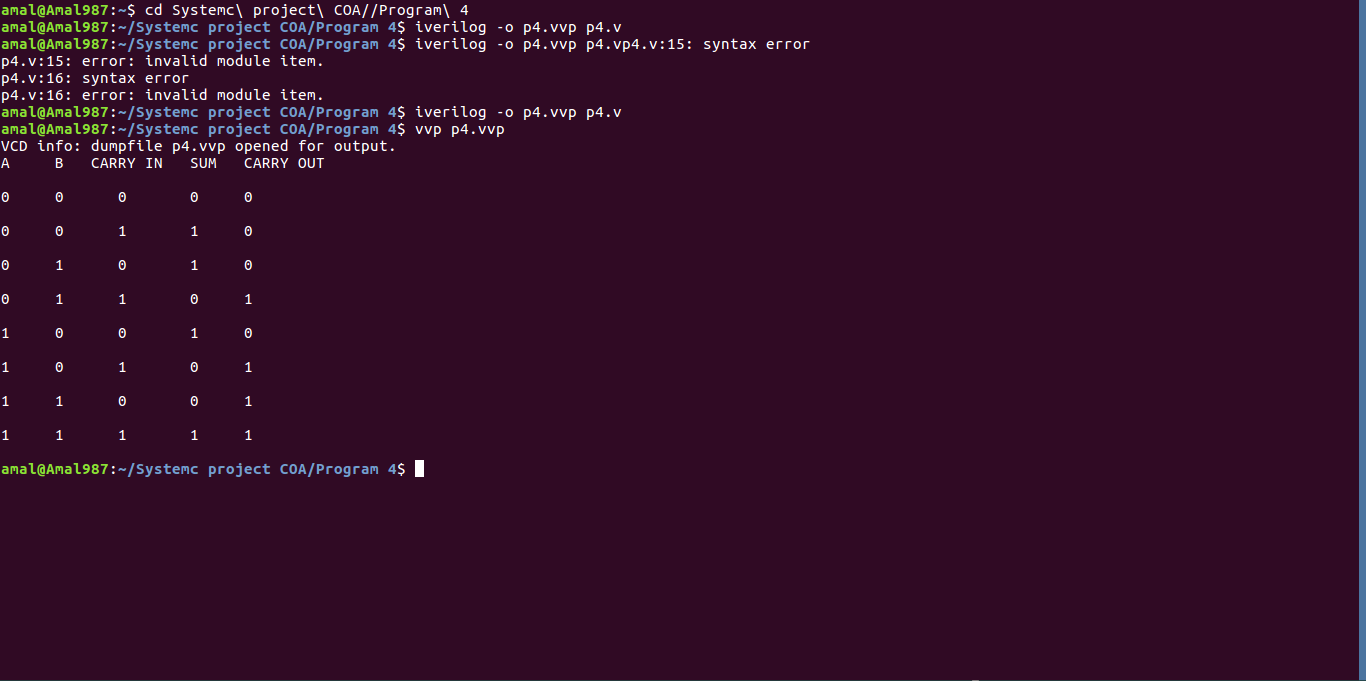 amal@Amal987:~$ cd Systemc\ project\ COA//Program\ 4
amal@Amal987:~/Systemc project COA/Program 4$ iverilog -o p4.vvp p4.v
amal@Amal987:~/Systemc project COA/Program 4$ iverilog -o p4.vvp p4.vp4.v:15: syntax error
p4.v:15: error: invalid module item.
p4.v:16: syntax error
p4.v:16: error: invalid module item.
amal@Amal987:~/Systemc project COA/Program 4$ iverilog -o p4.vvp p4.v
amal@Amal987:~/Systemc project COA/Program 4$ vvp p4.vvp
VCD info: dumpfile p4.vvp opened for output.
A     B   CARRY IN   SUM   CARRY OUT
0     0      0       0     0
0     0      1       1     0
0     1      0       1     0
0     1      1       0     1
1     0      0       1     0
1     0      1       0     1
1     1      0       0     1
1     1      1       1     1
amal@Amal987:~/Systemc project COA/Program 4$